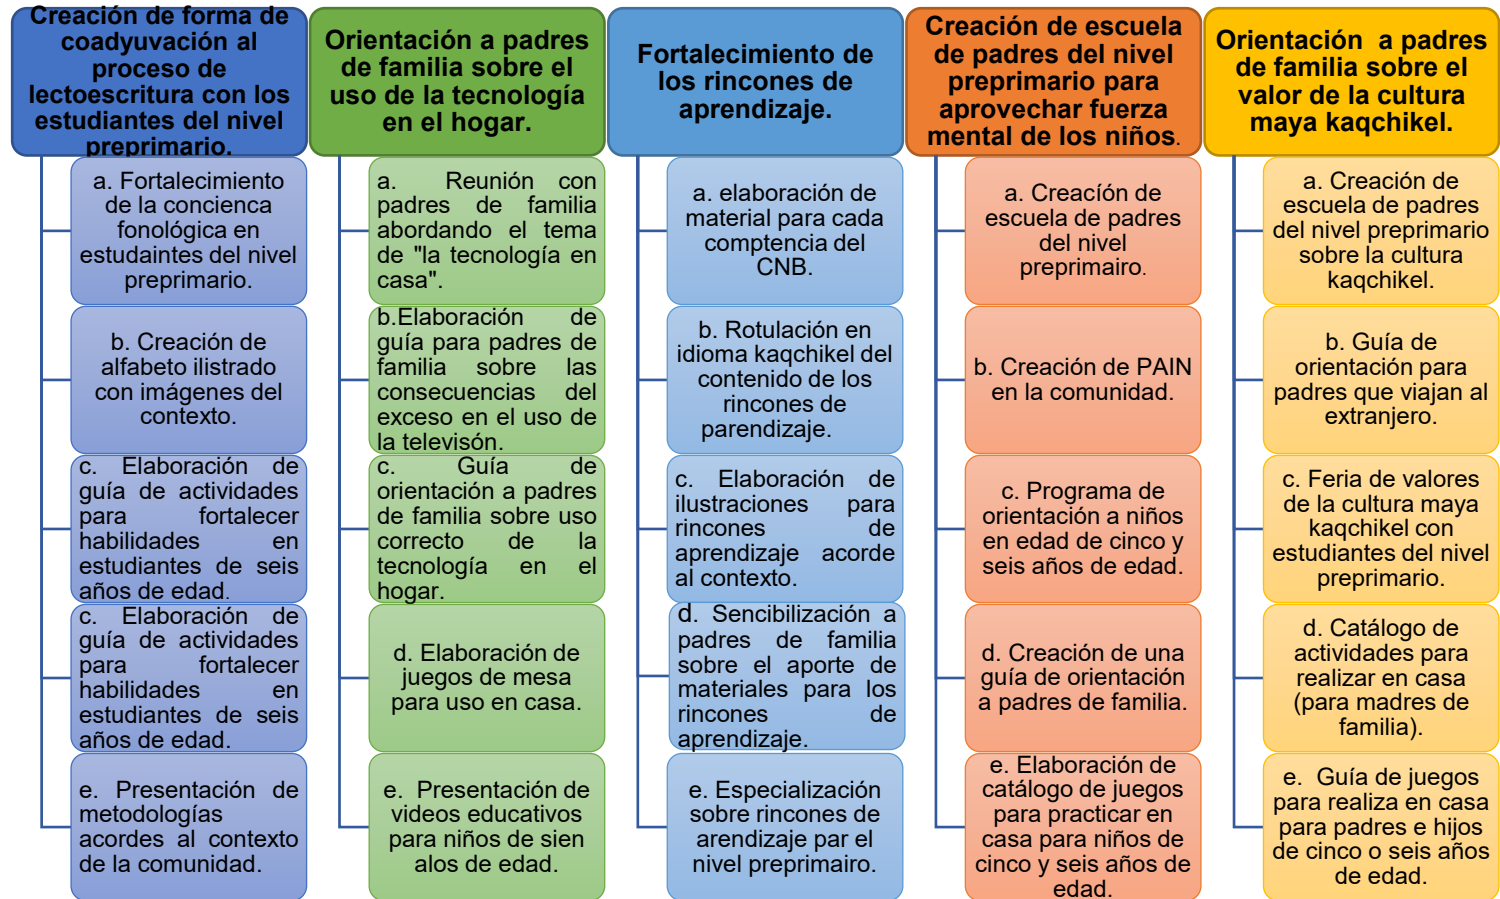 Creación de forma de
coadyuvación al
proceso de
lectoescritura con los
estudiantes del nivel
preprimario.
a. Fortalecimiento
de la concienca
fonológica en
estudaintes del nivel
preprimario.
b. Creación de
alfabeto ilistrado
con imágenes del
contexto.
c. Elaboración de
guía de actividades
para fortalecer
habilidades en
estudiantes de seis
años de edad.
c. Elaboración de
guía de actividades
para fortalecer
habilidades en
estudiantes de seis
años de edad.
e. Presentación de
metodologías
acordes al contexto
de la comunidad.
Orientación a padres
de familia sobre el
uso de la tecnología
en el hogar.
a. Reunión con
padres de familia
abordando el tema
de "la tecnología en
casa".
b.Elaboración de
guía para padres de
familia sobre las
consecuencias del
exceso en el uso de
la televisón.
c. Guía de
orientación a padres
de familia sobre uso
correcto de la
tecnología en el
hogar.
d. Elaboración de
juegos de mesa
para uso en casa.
e. Presentación de
videos educativos
para niños de sien
alos de edad.
Fortalecimiento de
los rincones de
aprendizaje.
a. elaboración de
material para cada
comptencia del
CNB.
b. Rotulación en
idioma kaqchikel del
contenido de los
rincones de
parendizaje.
c. Elaboración de
ilustraciones para
rincones de
aprendizaje acorde
al contexto.
d. Sencibilización a
padres de familia
sobre el aporte de
materiales para los
rincones de
aprendizaje.
e. Especialización
sobre rincones de
arendizaje par el
nivel preprimairo.
Creación de escuela
de padres del nivel
preprimario para
aprovechar fuerza
mental de los niños.
a. Creacíón de
escuela de padres
del nivel
preprimairo.
b. Creación de PAIN
en la comunidad.
c. Programa de
orientación a niños
en edad de cinco y
seis años de edad.
d. Creación de una
guía de orientación
a padres de familia.
e. Elaboración de
catálogo de juegos
para practicar en
casa para niños de
cinco y seis años de
edad.
Orientación a padres
de familia sobre el
valor de la cultura
maya kaqchikel.
a. Creación de
escuela de padres
del nivel preprimario
sobre la cultura
kaqchikel.
b. Guía de
orientación para
padres que viajan al
extranjero.
c. Feria de valores
de la cultura maya
kaqchikel con
estudiantes del nivel
preprimario.
d. Catálogo de
actividades para
realizar en casa
(para madres de
familia).
e. Guía de juegos
para realiza en casa
para padres e hijos
de cinco o seis años
de edad.